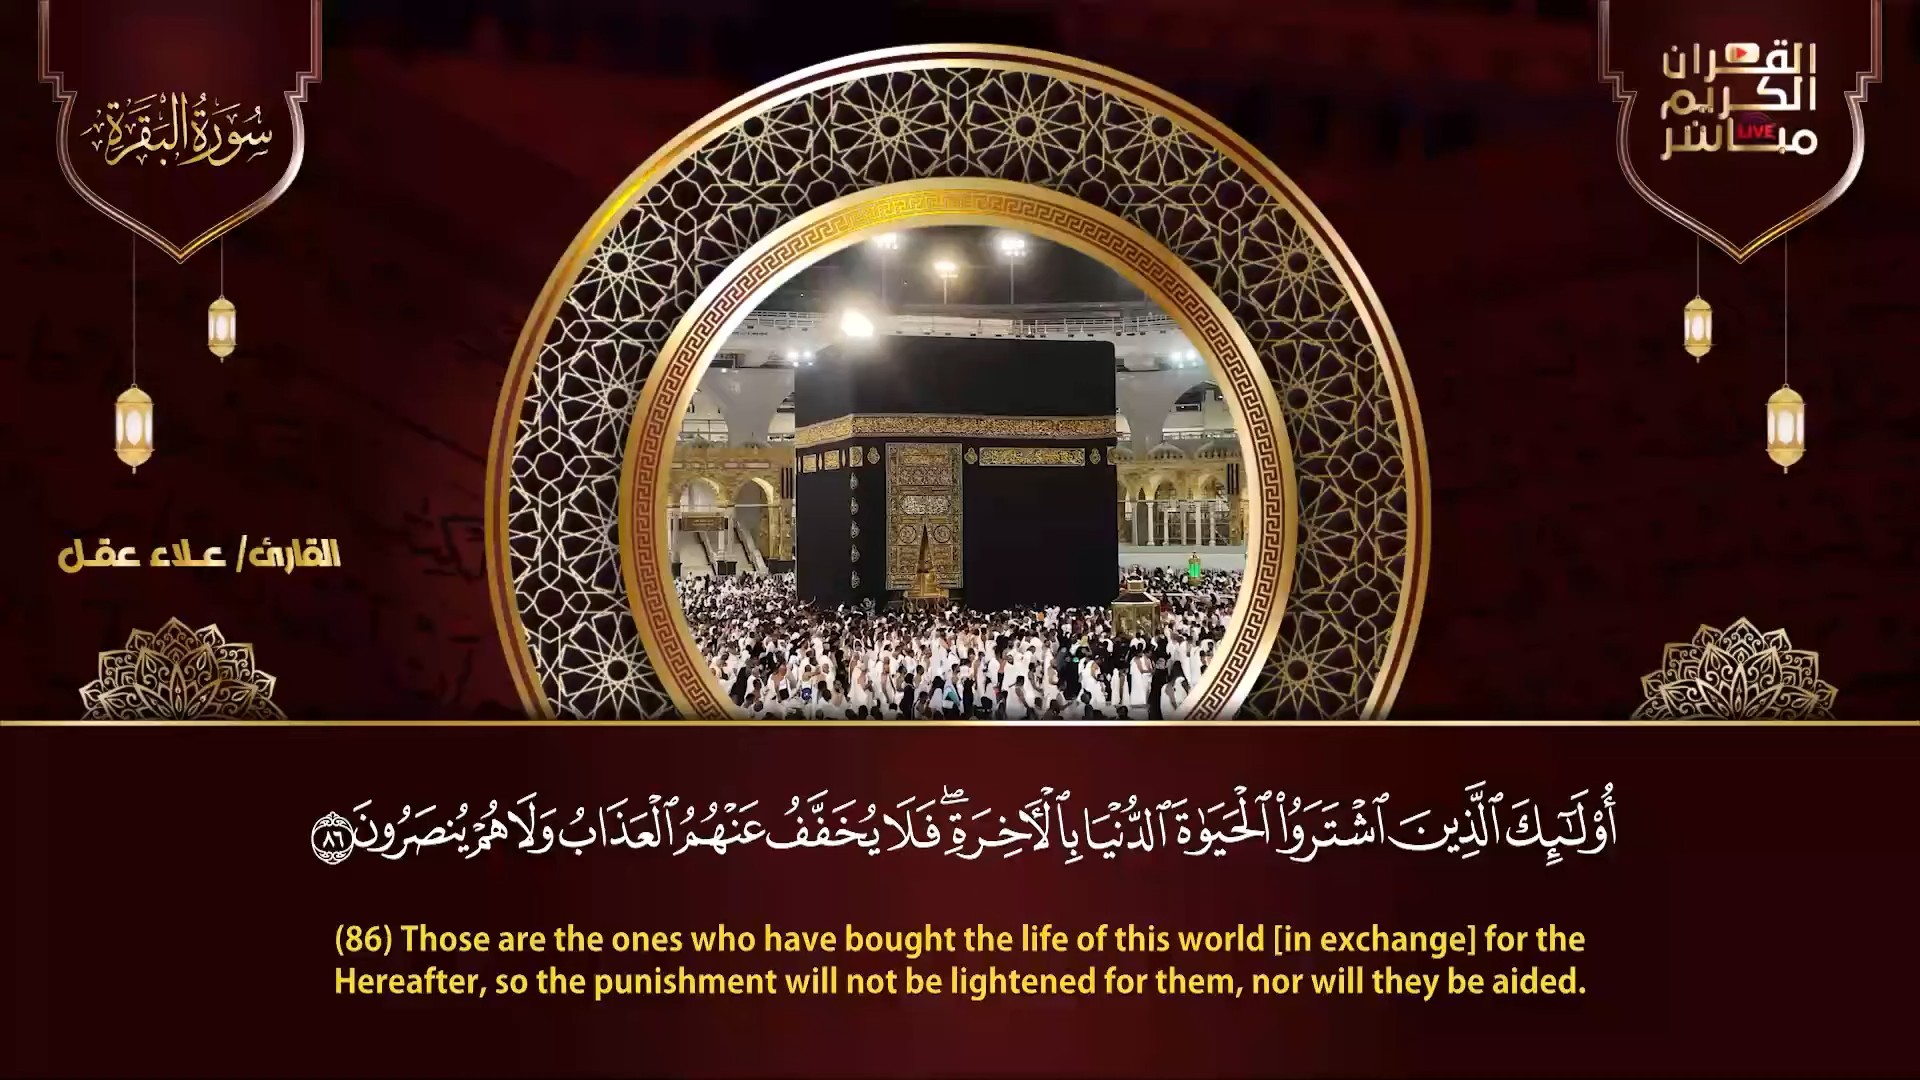 سُورَةُ البَقَرَةِ
القران
الكريم
مباشر
LIVE
القارئ/ علاء عقل
أُوْلَٰٓئِكَ ٱلَّذِينَ ٱشْتَرَوُاْ ٱلْحَيَوٰةَ ٱلدُّنْيَا بِٱلْأَخِرَةِۖ فَلَا يُخَفَّفُ عَنْهُمُ ٱلْعَذَابُ وَلَا هُمْ يُنصَرُونَ ٨٦
(86) Those are the ones who have bought the life of this world [in exchange] for the
Hereafter, so the punishment will not be lightened for them, nor will they be aided.